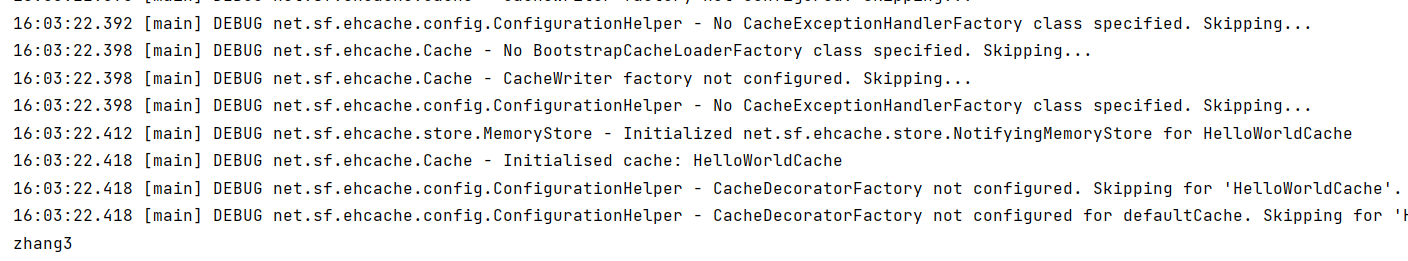 16:03:22.392 [main] DEBUG net.sf.ehcache.config.ConfigurationHelper - No CacheExceptionHandlerFactory class specified. Skipping...
16:03:22.398 [main] DEBUG net.sf.ehcache.Cache - No BootstrapCacheLoaderFactory class specified. Skipping...
16:03:22.398 [main] DEBUG net.sf.ehcache.Cache - CacheWriter factory not configured. Skipping...
16:03:22.398 [main] DEBUG net.sf.ehcache.config.ConfigurationHelper - No CacheExceptionHandlerFactory class specified. Skipping...
16:03:22.412 [main] DEBUG net.sf.ehcache.store.MemoryStore - Initialized net.sf.ehcache.store.NotifyingMemoryStore for HelloWorldCache
16:03:22.418 [main] DEBUG net.sf.ehcache.Cache - Initialised cache: HelloWorldCache
16:03:22.418 [main] DEBUG net.sf.ehcache.config.ConfigurationHelper - CacheDecoratorFactory not configured. Skipping for 'HelloWorldCache'.
16:03:22.418 [main] DEBUG net.sf.ehcache.config.ConfigurationHelper - CacheDecoratorFactory not configured for defaultCache. Skipping for '
zhang3